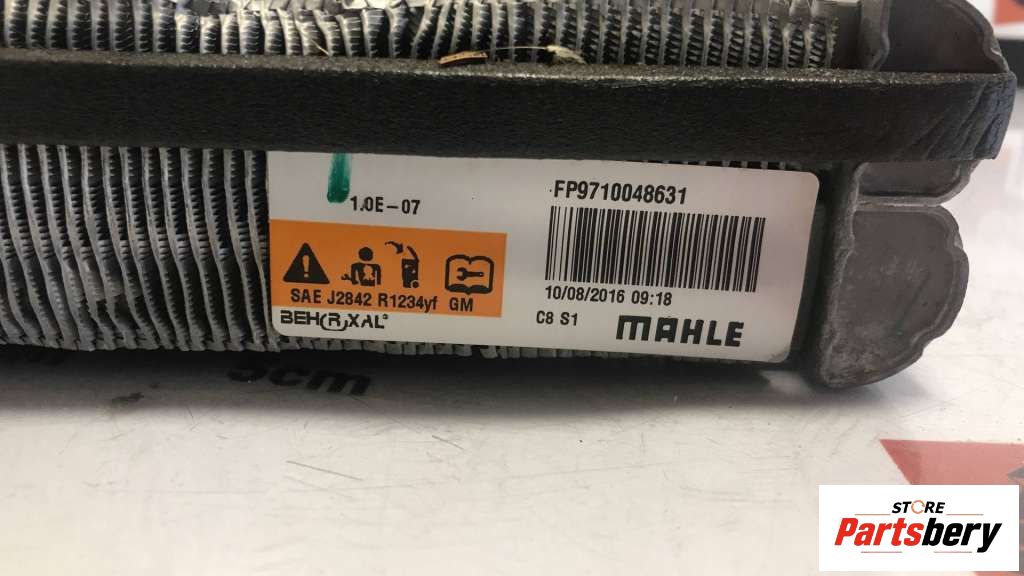 1.0E-07
SAE J2842 R1234yf GM
BEH(R)XAL®
FP9710048631
10/08/2016 09:18
C8 S1
MAHLE
5cm
STORE
Partsbery